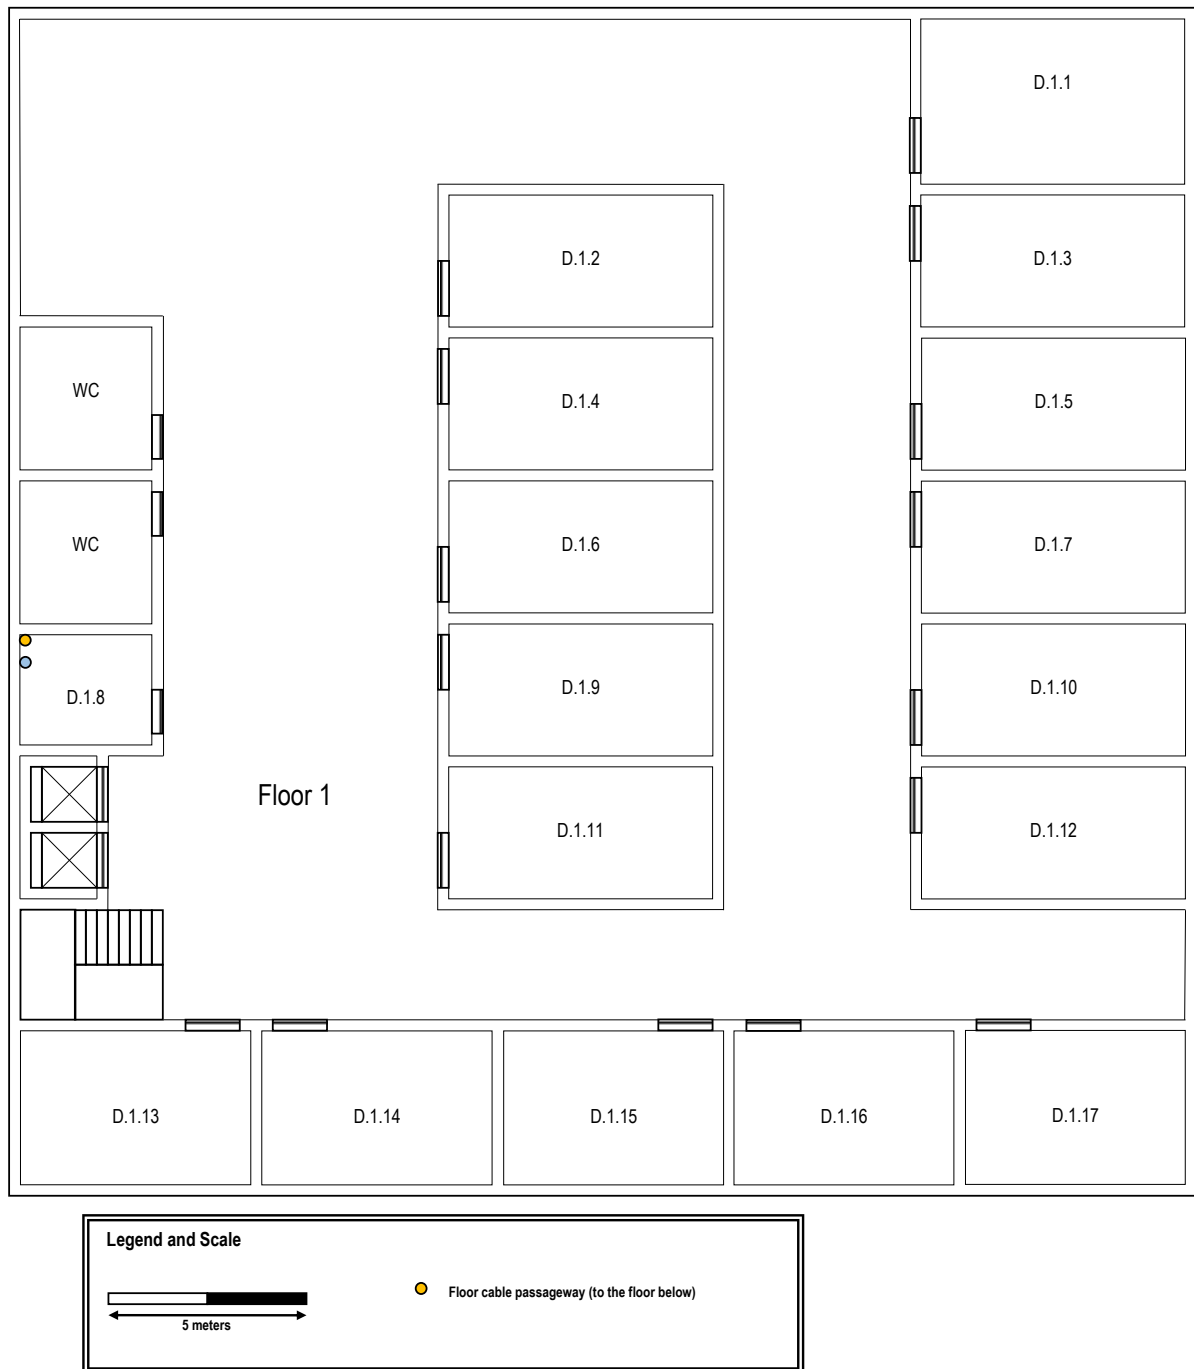 D.1.1
D.1.2
D.1.3
WC
D.1.4
D.1.5
WC
D.1.6
D.1.7
D.1.8
D.1.9
D.1.10
Floor 1
D.1.11
D.1.12
D.1.13
D.1.14
D.1.15
D.1.16
D.1.17
Legend and Scale
5 meters
Floor cable passageway (to the floor below)